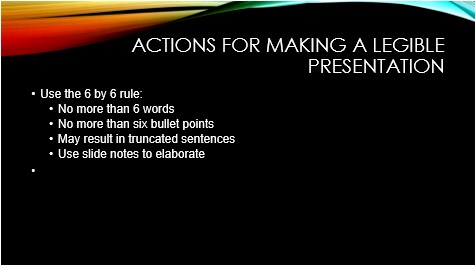 ACTIONS FOR MAKING A LEGIBLE
PRESENTATION
• Use the 6 by 6 rule:
• No more than 6 words
• No more than six bullet points
• May result in truncated sentences
• Use slide notes to elaborate
•